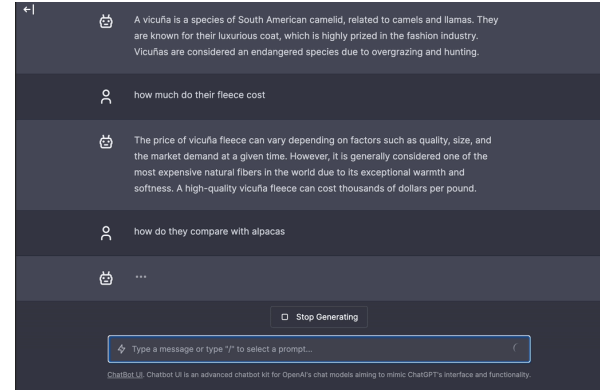 A vicuña is a species of South American camelid, related to camels and llamas. They
are known for their luxurious coat, which is highly prized in the fashion industry.
Vicuñas are considered an endangered species due to overgrazing and hunting.
how much do their fleece cost
The price of vicuña fleece can vary depending on factors such as quality, size, and
the market demand at a given time. However, it is generally considered one of the
most expensive natural fibers in the world due to its exceptional warmth and
softness. A high-quality vicuña fleece can cost thousands of dollars per pound.
how do they compare with alpacas
...
Stop Generating
Type a message or type "/" to select a prompt...
ChatBot UI. Chatbot UI is an advanced chatbot kit for OpenAI's chat models aiming to mimic ChatGPT's interface and functionality.